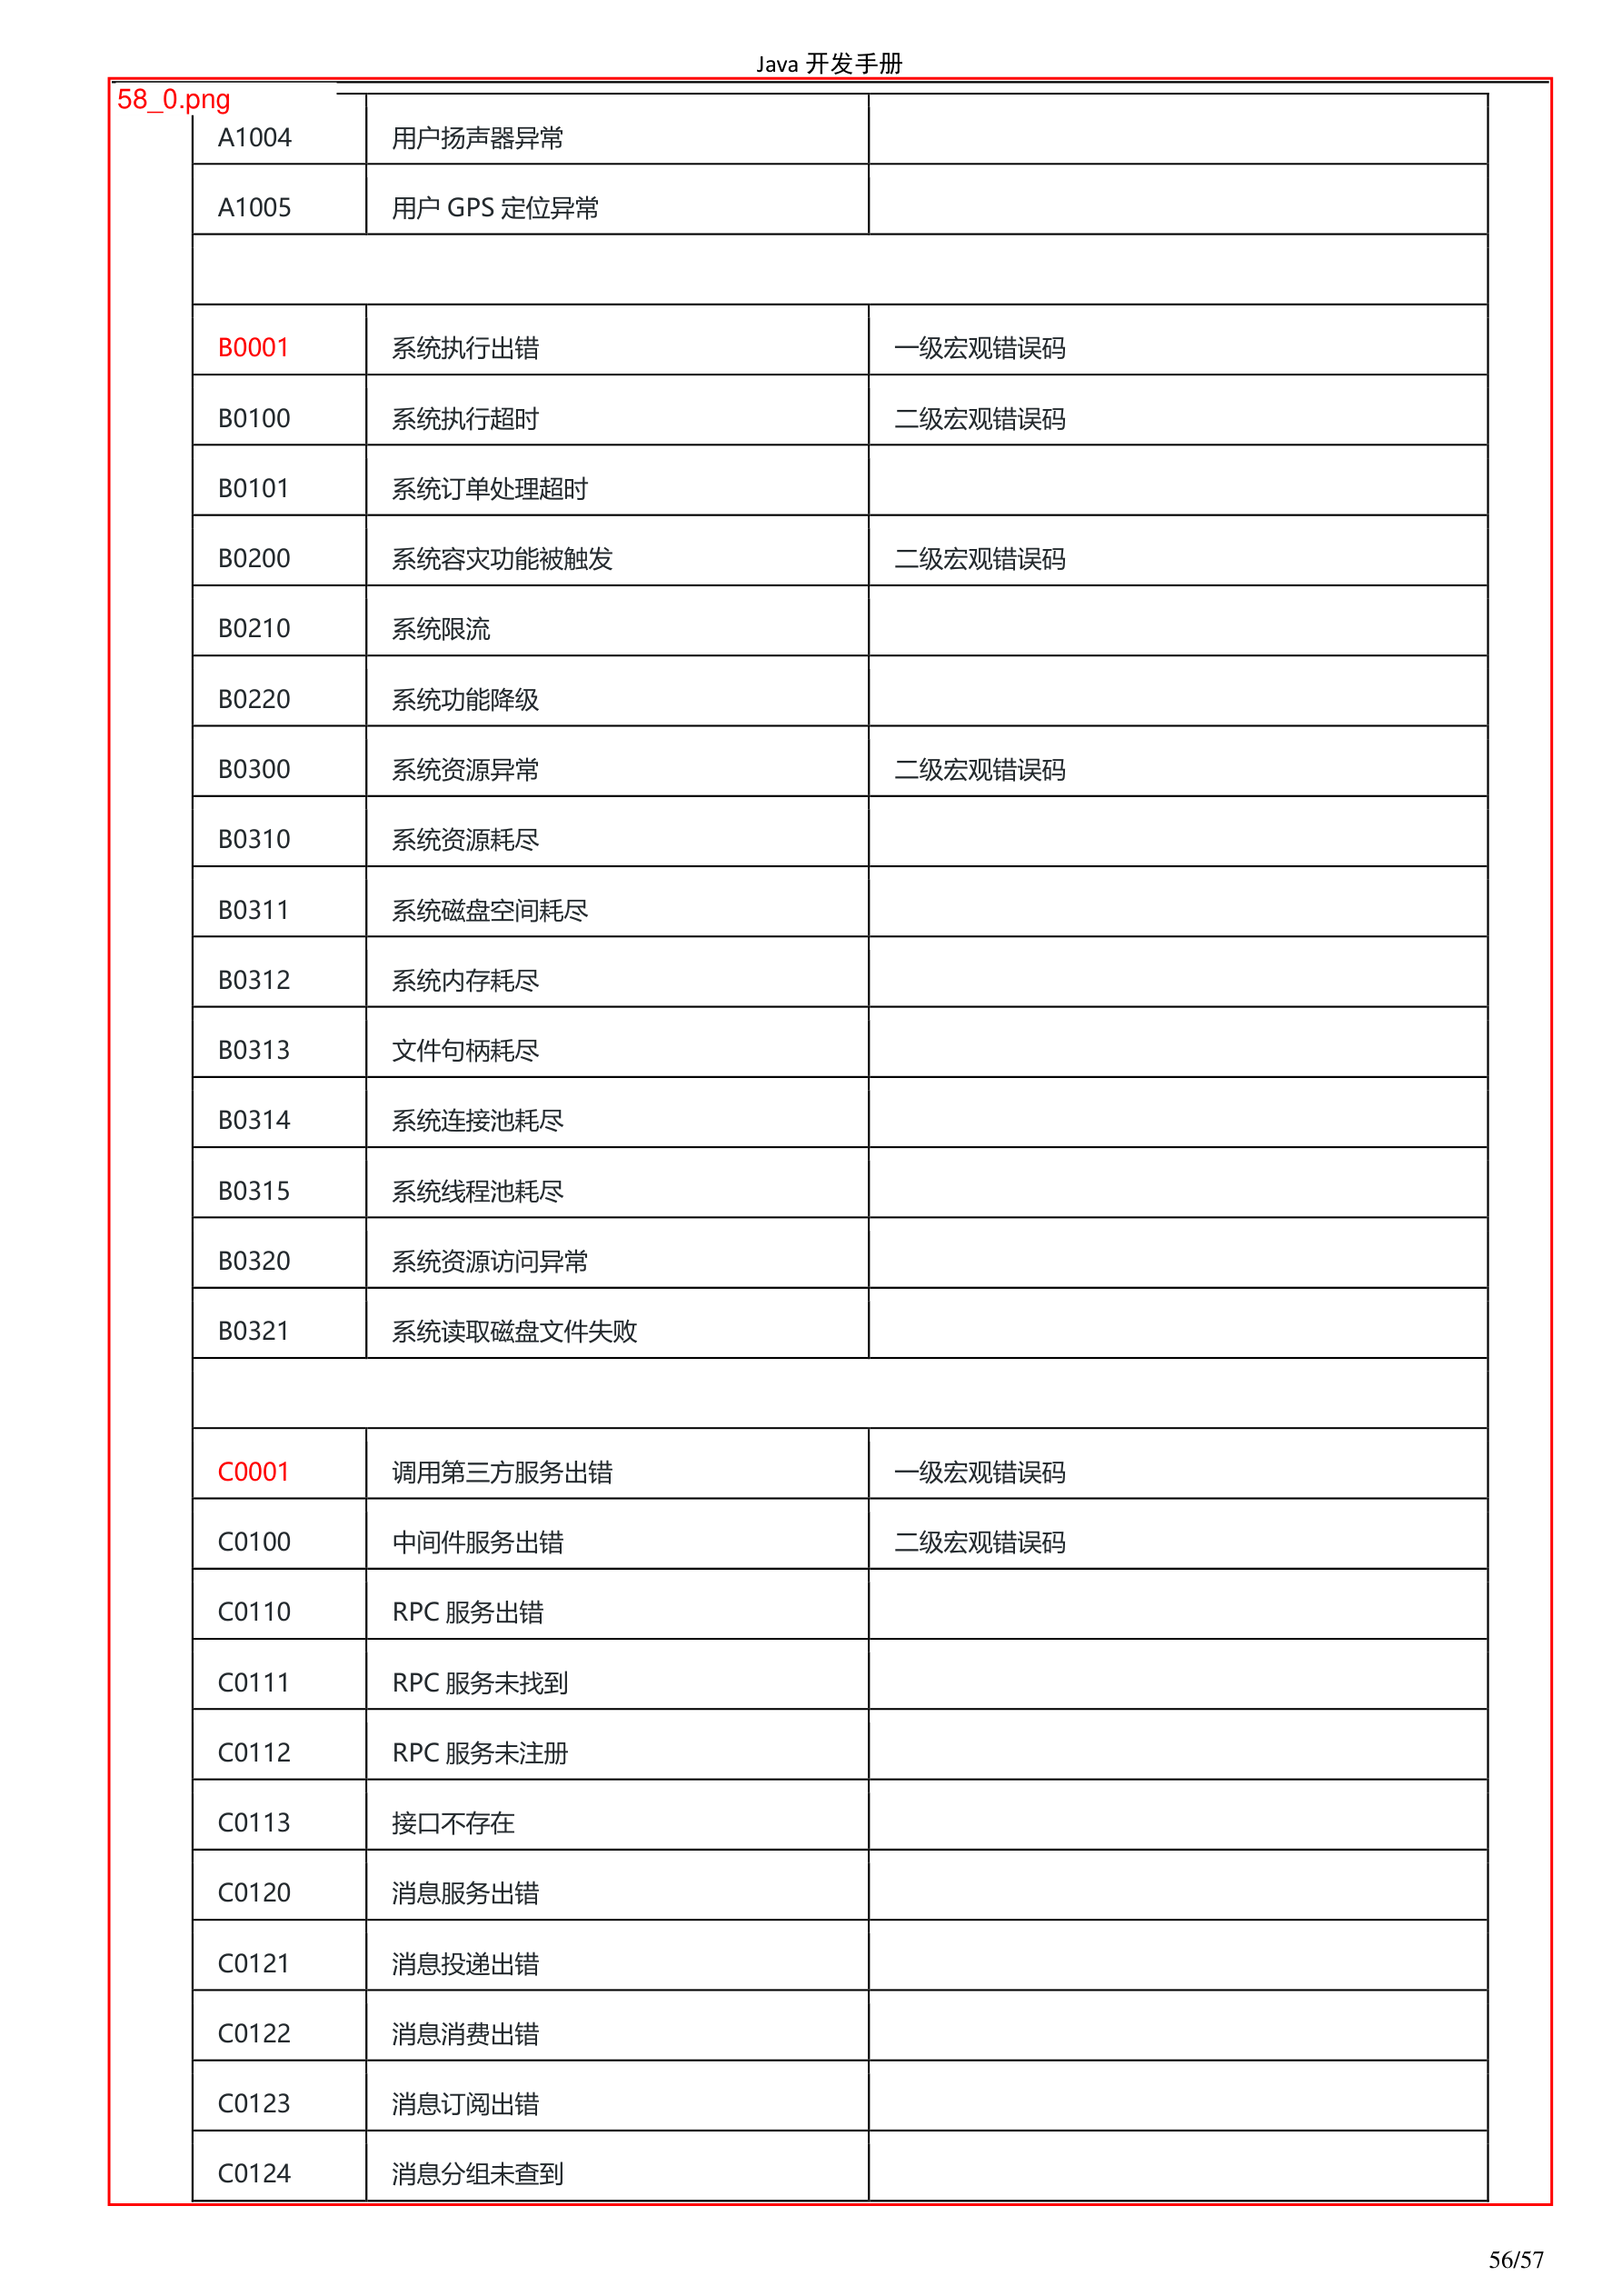 Java 开发手册
58_0.png
A1004 用户扬声器异常
A1005 用户 GPS 定位异常
B0001 系统执行出错 一级宏观错误码
B0100 系统执行超时 二级宏观错误码
B0101 系统订单处理超时
B0200 系统容灾功能被触发 二级宏观错误码
B0210 系统限流
B0220 系统功能降级
B0300 系统资源异常 二级宏观错误码
B0310 系统资源耗尽
B0311 系统磁盘空间耗尽
B0312 系统内存耗尽
B0313 文件句柄耗尽
B0314 系统连接池耗尽
B0315 系统线程池耗尽
B0320 系统资源访问异常
B0321 系统读取磁盘文件失败
C0001 调用第三方服务出错 一级宏观错误码
C0100 中间件服务出错 二级宏观错误码
C0110 RPC 服务出错
C0111 RPC 服务未找到
C0112 RPC 服务未注册
C0113 接口不存在
C0120 消息服务出错
C0121 消息投递出错
C0122 消息消费出错
C0123 消息订阅出错
C0124 消息分组未查到
56/57